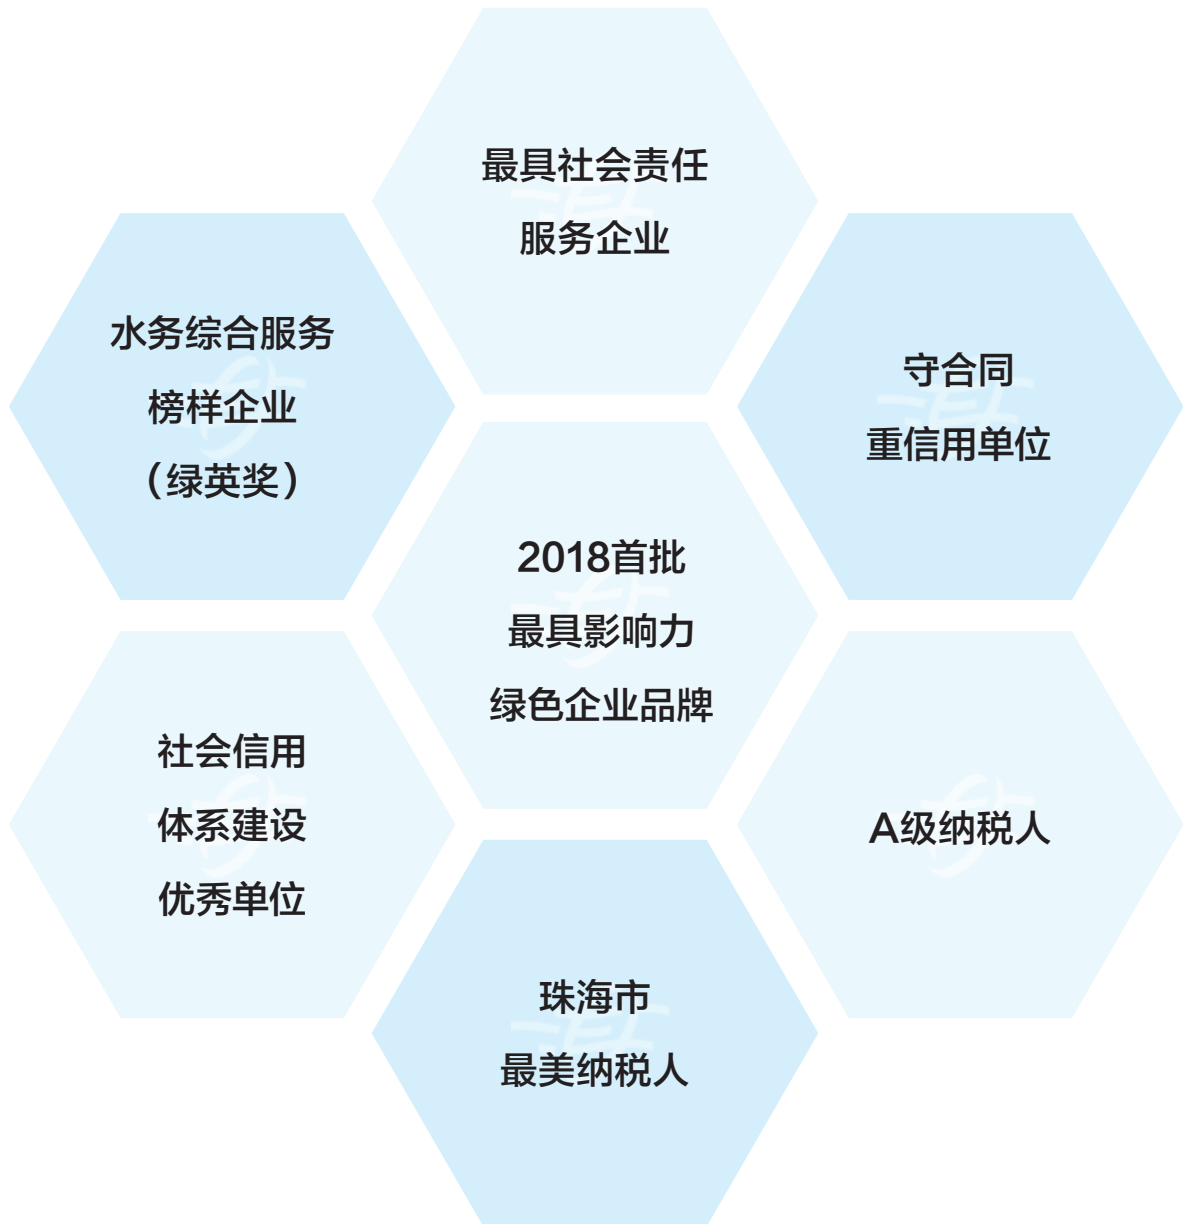 最具社会责任
服务企业
水务综合服务
榜样企业
（绿英奖）
守合同
重信用单位
2018首批
最具影响力
绿色企业品牌
社会信用
体系建设
优秀单位
A级纳税人
珠海市
最美纳税人